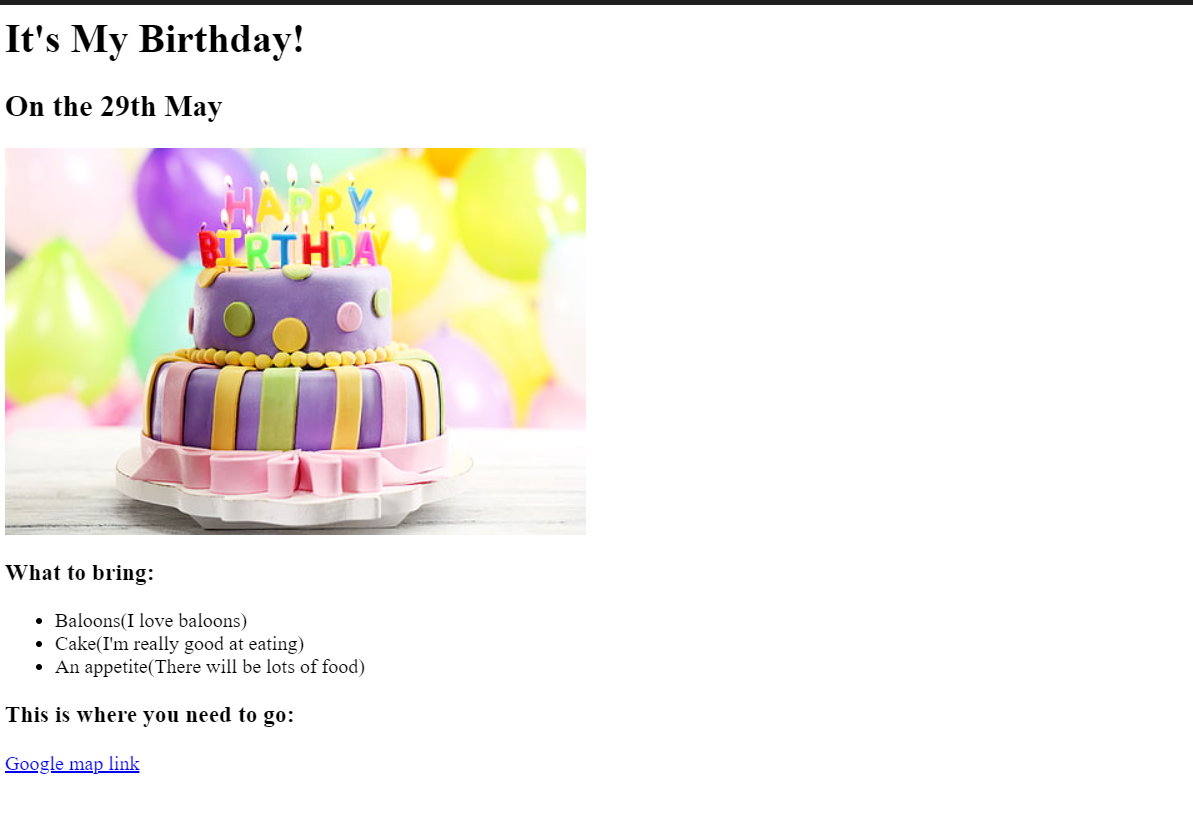 It's My Birthday!
On the 29th May
HAPPY
BIRTHDAY
What to bring:
Baloons(I love baloons)
Cake(I'm really good at eating)
An appetite(There will be lots of food)
This is where you need to go:
Google map link